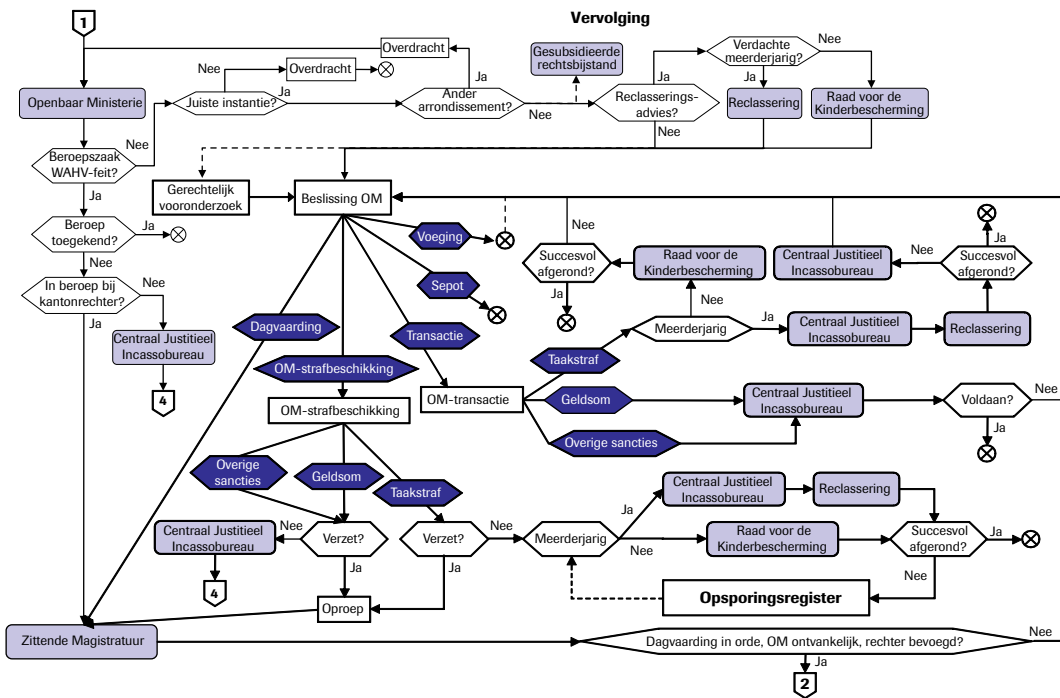 Vervolging
1
Overdracht
Nee
Overdracht
Ja
Gesubsidieerde
rechtsbijstand
Verdachte
meerderjarig?
Nee
Ja
Ja
Openbaar Ministerie
Juiste instantie?
Ja
Ander
arrondissement?
Nee
Reclasserings-
advies?
Nee
Reclassering
Raad voor de
Kinderbescherming
Nee
Beroepszaak
WAHV-feit?
Ja
Gerechtelijk
vooronderzoek
Beslissing OM
Beroep
toegekend?
Ja
Nee
Voeging
Sepot
Nee
Succesvol
afgerond?
Ja
Raad voor de
Kinderbescherming
Nee
Centraal Justitieel
Incassobureau
Nee
Ja
Succesvol
afgerond?
In beroep bij
kantonrechter?
Nee
Ja
Dagvaarding
Transactie
Meerderjarig
Ja
Centraal Justitieel
Incassobureau
Reclassering
Centraal Justitieel
Incassobureau
4
OM-strafbeschikking
Taakstraf
OM-strafbeschikking
OM-transactie
Geldsom
Centraal Justitieel
Incassobureau
Voldaan?
Nee
Ja
Overige sancties
Overige
sancties
Geldsom
Taakstraf
Centraal Justitieel
Incassobureau
Reclassering
Ja
Centraal Justitieel
Incassobureau
Nee
Verzet?
Ja
Verzet?
Nee
Ja
Meerderjarig
Nee
Raad voor de
Kinderbescherming
Succesvol
afgerond?
Ja
Nee
4
Oproep
Opsporingsregister
Zittende Magistratuur
Dagvaarding in orde, OM ontvankelijk, rechter bevoegd?
Nee
Ja
2